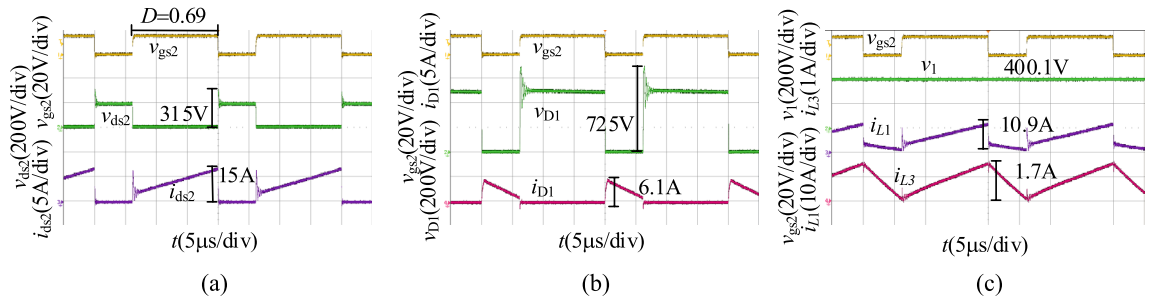 D=0.69
vgs2
vds2
315V
15A
ids2
vds2(200V/div) vgs2(20V/div)
ids2(5A/div)
t(5μs/div)
(a)
vgs2
vD1
725V
iD1
6.1A
vgs2(20V/div) iD1(5A/div)
vD1(200V/div)
t(5μs/div)
(b)
vgs2
v1
400.1V
iL1
10.9A
iL3
1.7A
v1(200V/div)
iL3(1A/div)
vgs2(20V/div)
iL1(10A/div)
t(5μs/div)
(c)